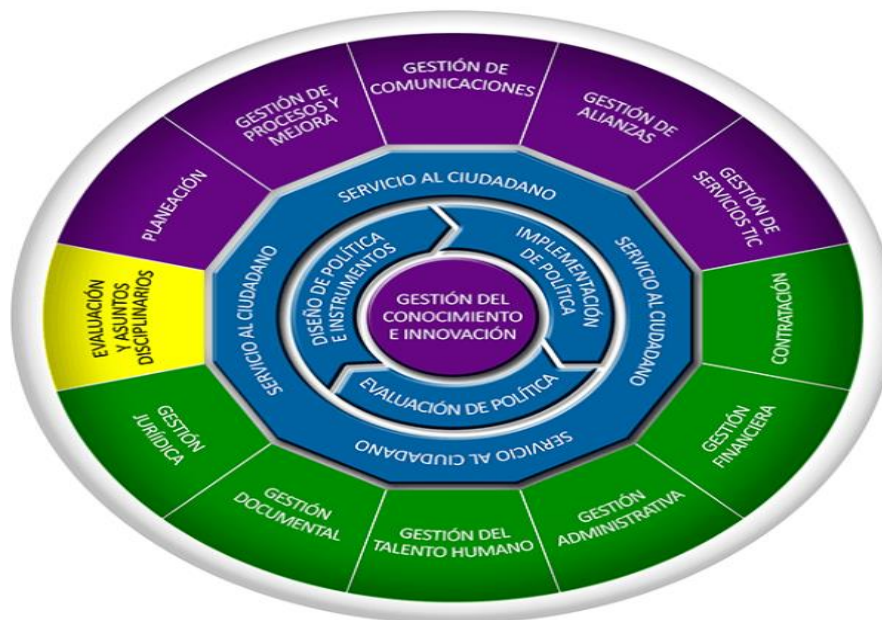 GESTIÓN DE
COMUNICACIONES
GESTIÓN DE
ALIANZAS
GESTIÓN DE
SERVICIOS TIC
CONTRATACIÓN
GESTIÓN
FINANCIERA
GESTIÓN
ADMINISTRATIVA
GESTIÓN DEL
TALENTO HUMANO
GESTIÓN
DOCUMENTAL
GESTIÓN
JURÍDICA
EVALUACIÓN
Y ASUNTOS
DISCIPLINARIOS
PLANEACIÓN
GESTIÓN DE
PROCESOS Y
MEJORA
SERVICIO AL CIUDADANO
SERVICIO AL CIUDADANO
SERVICIO AL CIUDADANO
SERVICIO AL CIUDADANO
DISEÑO DE POLÍTICA
E INSTRUMENTOS
IMPLEMENTACIÓN
DE POLÍTICA
EVALUACIÓN DE POLÍTICA
GESTIÓN DEL
CONOCIMIENTO
E INNOVACIÓN